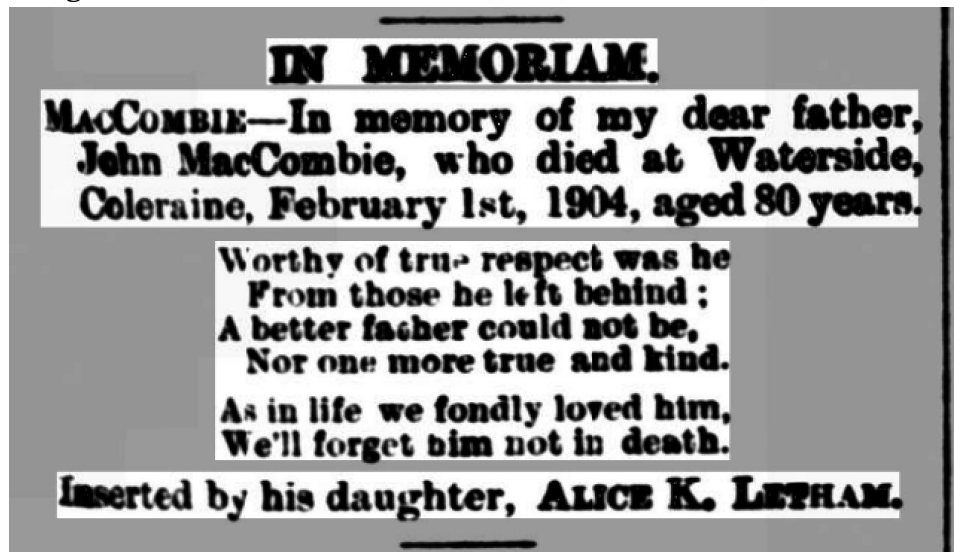 IN MEMORIAM.
MACCOMBIE—In memory of my dear father,
John MacCombie, who died at Waterside,
Coleraine, February 1st, 1904, aged 80 years.
Worthy of true respect was he
From those he left behind ;
A better father could not be,
Nor one more true and kind.
As in life we fondly loved him,
We'll forget him not in death.
Inserted by his daughter, ALICE K. LETHAM.